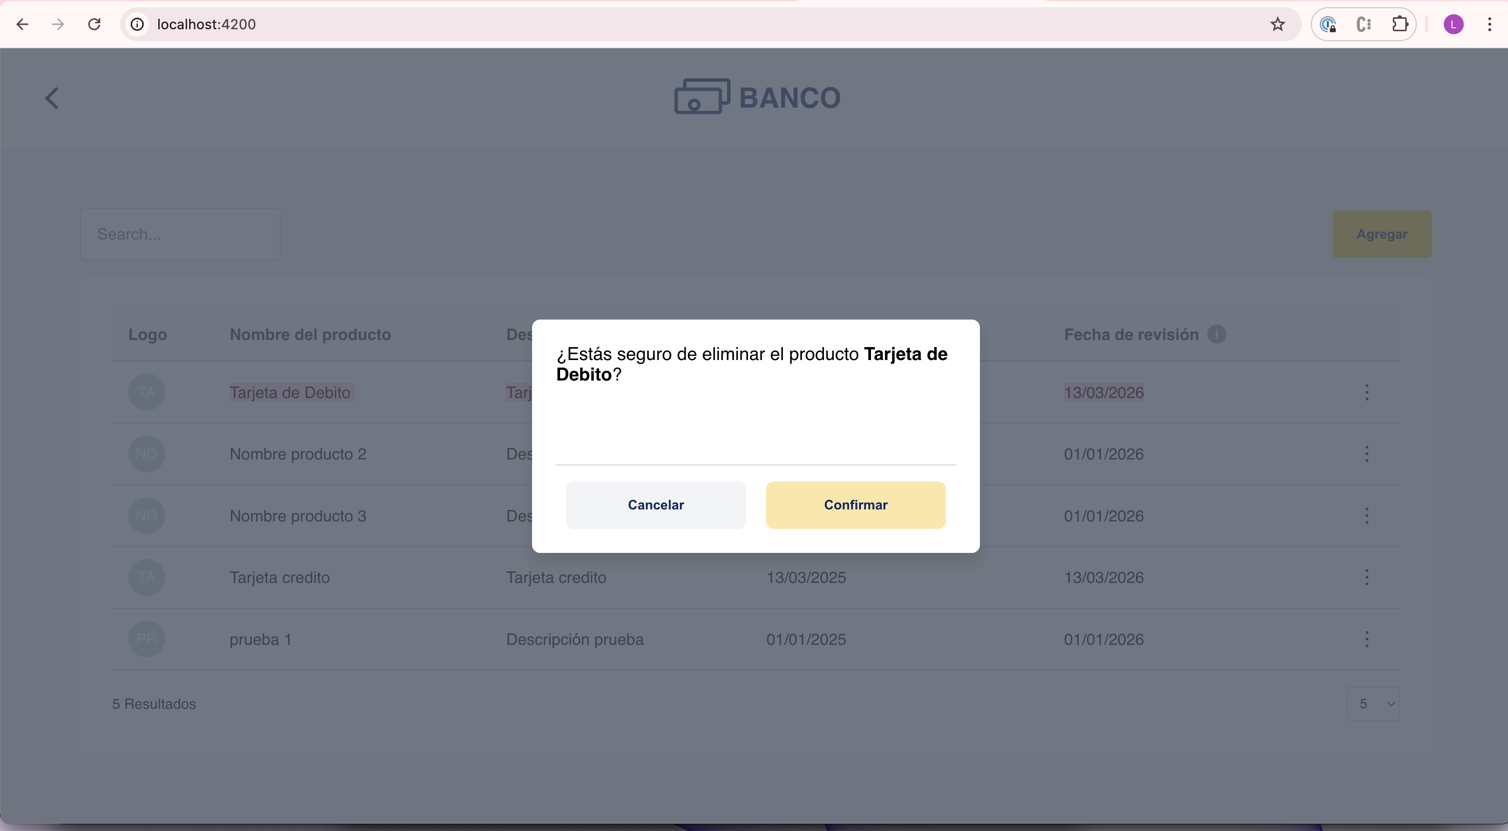 localhost:4200
L
BANCO
Search...
Agregar
Logo Nombre del producto Des Fecha de revisión
TA Tarjeta de Debito Tarj 13/03/2026
NO Nombre producto 2 Des 01/01/2026
NO Nombre producto 3 Des 01/01/2026
TA Tarjeta credito Tarjeta credito 13/03/2025 13/03/2026
PR prueba 1 Descripción prueba 01/01/2025 01/01/2026
5 Resultados 5
¿Estás seguro de eliminar el producto Tarjeta de
Debito?
Cancelar Confirmar